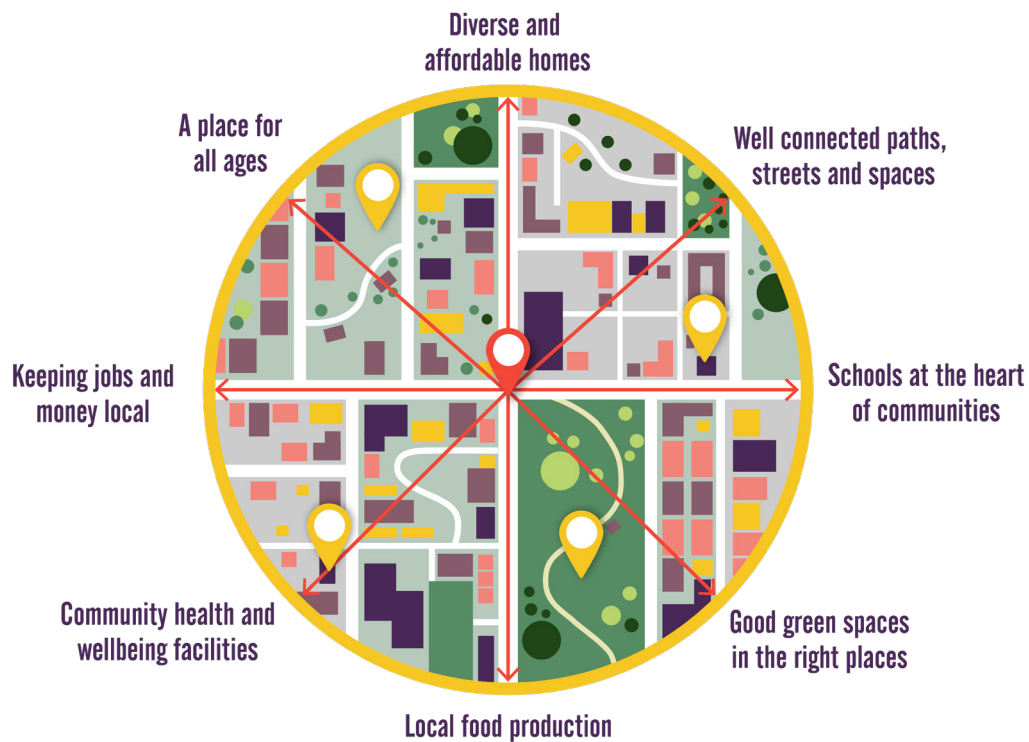 Diverse and
affordable homes
A place for
all ages
Well connected paths,
streets and spaces
Keeping jobs and
money local
Schools at the heart
of communities
Community health and
wellbeing facilities
Good green spaces
in the right places
Local food production